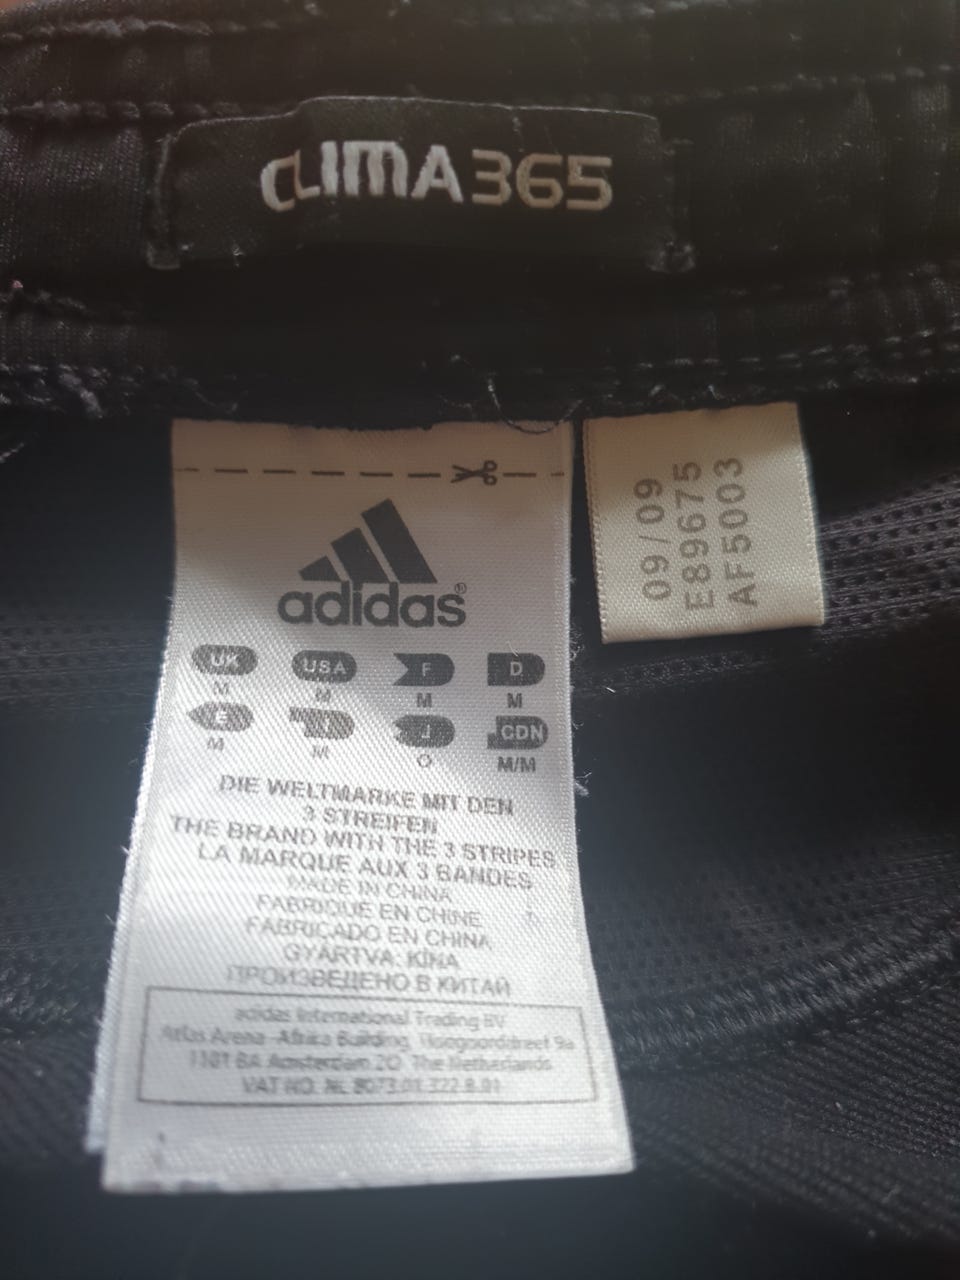 CLIMA365
adidas®
UK USA F D
M M M M
E I J CDN
M M O M/M
DIE WELTMARKE MIT DEN
3 STREIFEN
THE BRAND WITH THE 3 STRIPES
LA MARQUE AUX 3 BANDES
MADE IN CHINA
FABRIQUE EN CHINE
FABRICADO EN CHINA
GYÁRTVA: KÍNA
ПРОИЗВЕДЕНО В КИТАЙ
adidas International Trading BV
Atlas Arena -Afrika Building, Hoogoorddreef 9a
1101 BA Amsterdam ZO The Netherlands
VAT NO. NL 8073.01.322.B.01
09/09
E89675
AF5003